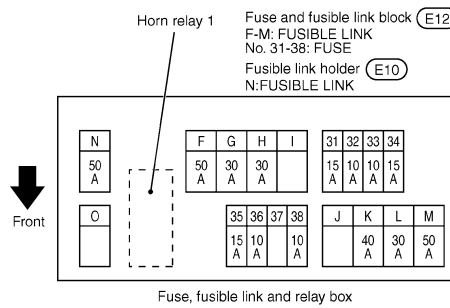 Horn relay 1
Fuse and fusible link block E12
F-M: FUSIBLE LINK
No. 31-38: FUSE
Fusible link holder E10
N:FUSIBLE LINK
Front
N F G H I 31 32 33 34
50 A 50 A 30 A 30 A 15 A 10 A 10 A 15 A
O 35 36 37 38 J K L M
15 A 10 A 10 A 40 A 30 A 50 A
Fuse, fusible link and relay box